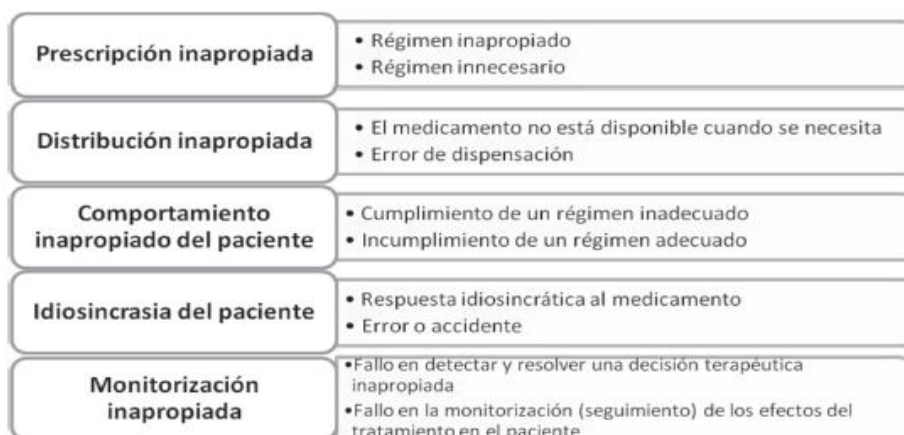 Prescripción inapropiada
• Régimen inapropiado
• Régimen innecesario
Distribución inapropiada
• El medicamento no está disponible cuando se necesita
• Error de dispensación
Comportamiento
inapropiado del paciente
• Cumplimiento de un régimen inadecuado
• Incumplimiento de un régimen adecuado
Idiosincrasia del paciente
• Respuesta idiosincrática al medicamento
• Error o accidente
Monitorización
inapropiada
•Fallo en detectar y resolver una decisión terapéutica
inapropiada
•Fallo en la monitorización (seguimiento) de los efectos del
tratamiento en el paciente